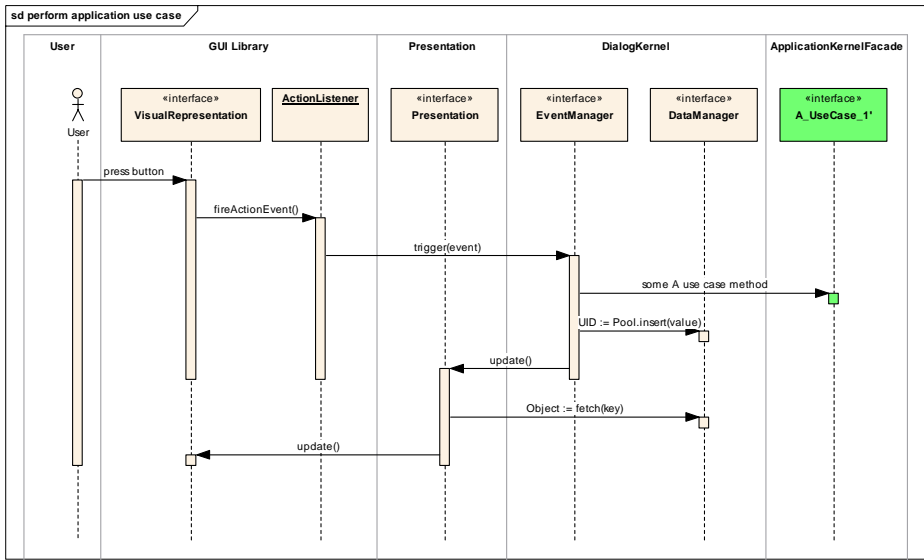 sd perform application use case
User
GUI Library
Presentation
DialogKernel
ApplicationKernelFacade
«interface»
VisualRepresentation
ActionListener
«interface»
Presentation
«interface»
EventManager
«interface»
DataManager
«interface»
A_UseCase_1'
User
press button
fireActionEvent()
trigger(event)
some A use case method
UID := Pool.insert(value)
update()
Object := fetch(key)
update()